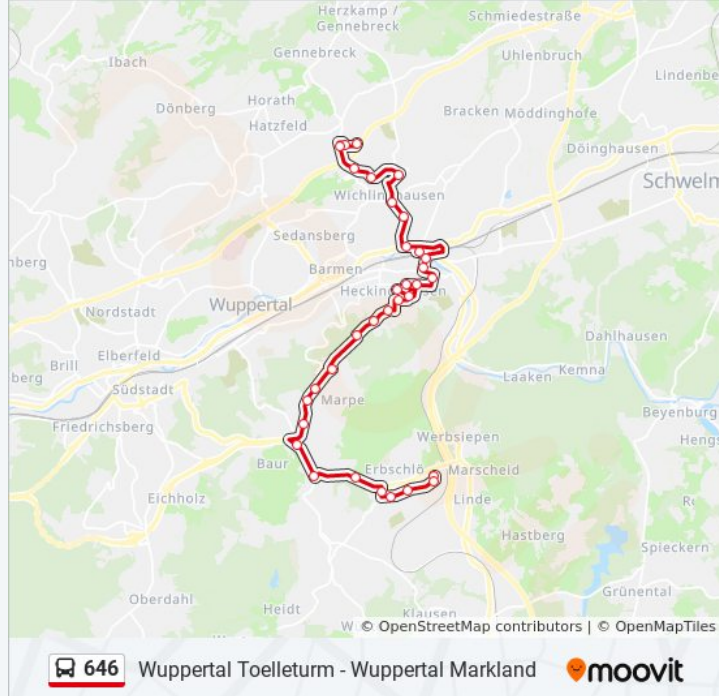 Herzkamp /
Gennebreck
Schmiedestraße
Gennebreck
Ibach
Uhlenbruch
Lindenbe
Horath
Dönberg
Bracken
Möddinghofe
Hatzfeld
Döinghausen
Schwelm
Wichlinghausen
Sedansberg
nberg
Barmen
Heckinghausen
Wuppertal
Nordstadt
Dahlhausen
Elberfeld
Brill
berg
Südstadt
Laaken
Kemna
Marpe
Beyenburg
Friedrichsberg
Werbsiepen
Hengs
Baur
Erbschlö
Marscheid
Eichholz
Linde
Hastberg
Spieckern
Oberdahl
Grünental
Heidt
Klausen
© OpenStreetMap contributors | © OpenMapTiles
646 Wuppertal Toelleturm - Wuppertal Markland moovit